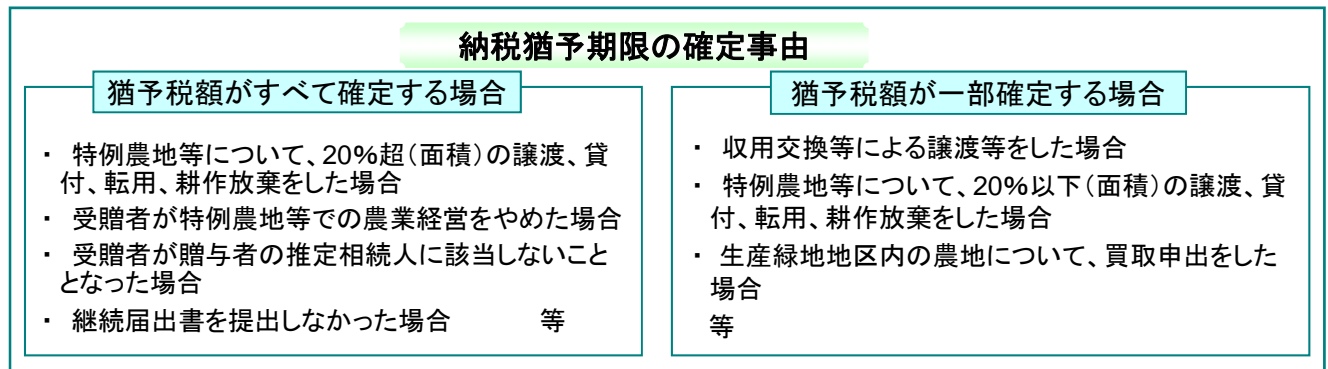 納税猶予期限の確定事由
猶予税額がすべて確定する場合
・ 特例農地等について、20%超(面積)の譲渡、貸
付、転用、耕作放棄をした場合
・ 受贈者が特例農地等での農業経営をやめた場合
・ 受贈者が贈与者の推定相続人に該当しないこと
となった場合
・ 継続届出書を提出しなかった場合 等
猶予税額が一部確定する場合
・ 収用交換等による譲渡等をした場合
・ 特例農地等について、20%以下(面積)の譲渡、貸
付、転用、耕作放棄をした場合
・ 生産緑地地区内の農地について、買取申出をした
場合
等